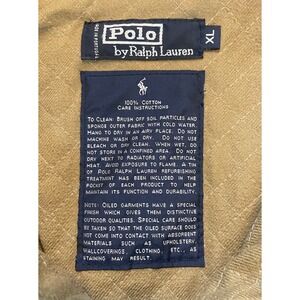 MADE IN PORTUGAL
Polo
by Ralph Lauren
XL
100% COTTON
CARE INSTRUCTIONS
TO CLEAN: BRUSH OFF SOIL PARTICLES AND
SPONGE OUTER FABRIC WITH COLD WATER.
HANG TO DRY IN AN AIRY PLACE. DO NOT
MACHINE WASH OR DRY CLEAN. DO NOT USE
BLEACH OR DRY CLEAN. WHEN WET, DO
NOT STORE IN A CONFINED AREA. DO NOT
DRY NEXT TO RADIATORS OR ARTIFICAL
HEAT. AVOID EXPOSURE TO FLAME. A TIN
OF POLO RALPH LAUREN REFURBISHING
TREATMENT HAS BEEN INCLUDED IN THE
POCKET OF EACH PRODUCT TO HELP
MAINTAIN ITS FUNCTION AND DURABILITY.
NOTE: OILED GARMENTS HAVE A SPECIAL
FINISH WHICH GIVES THEM DISTINCTIVE
OUTDOOR QUALITIES. SPECIAL CARE SHOULD
BE TAKEN SO THAT THE OILED SURFACE DOES
NOT COME INTO CONTACT WITH ABSORBENT
MATERIALS SUCH AS UPHOLSTERY,
WALLCOVERINGS, CLOTHING, ETC., AS
STAINING MAY RESULT.